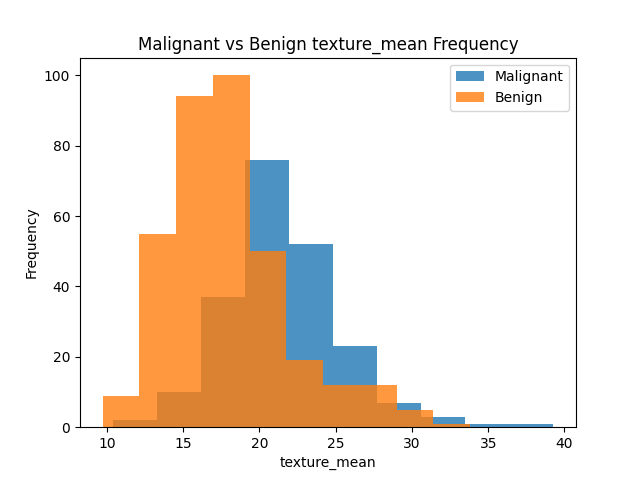 Malignant vs Benign texture_mean Frequency
Malignant
Benign
100
80
60
40
20
0
Frequency
10 15 20 25 30 35 40
texture_mean